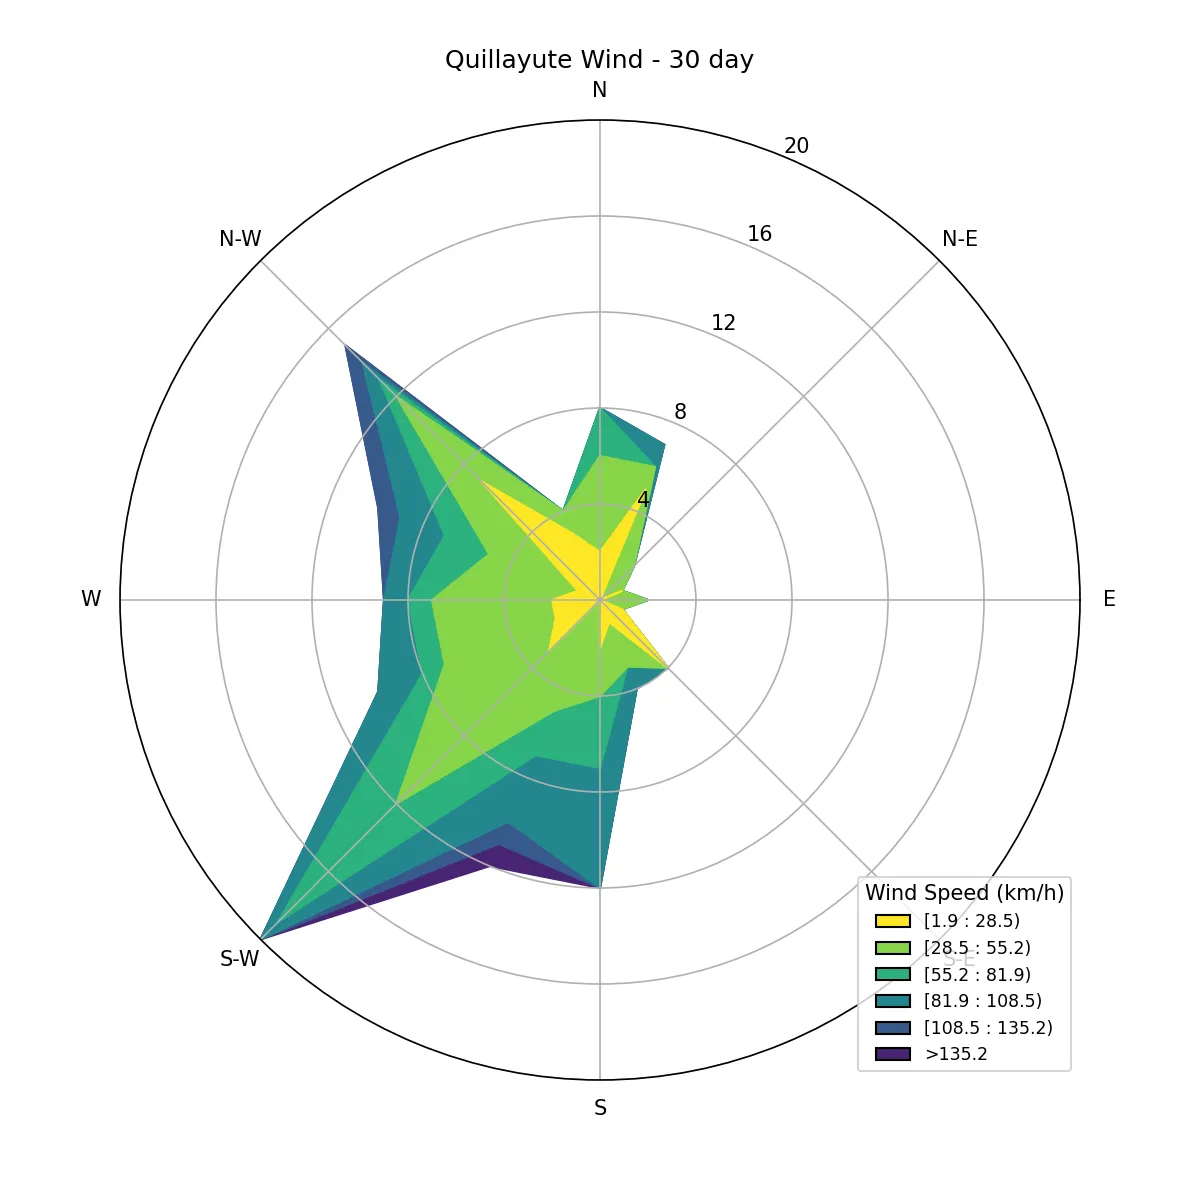 Quillayute Wind - 30 day
N
20
N-W
16
N-E
12
8
4
W
E
Wind Speed (km/h)
[1.9 : 28.5)
[28.5 : 55.2)
S-W
S-E
[55.2 : 81.9)
[81.9 : 108.5)
[108.5 : 135.2)
>135.2
S